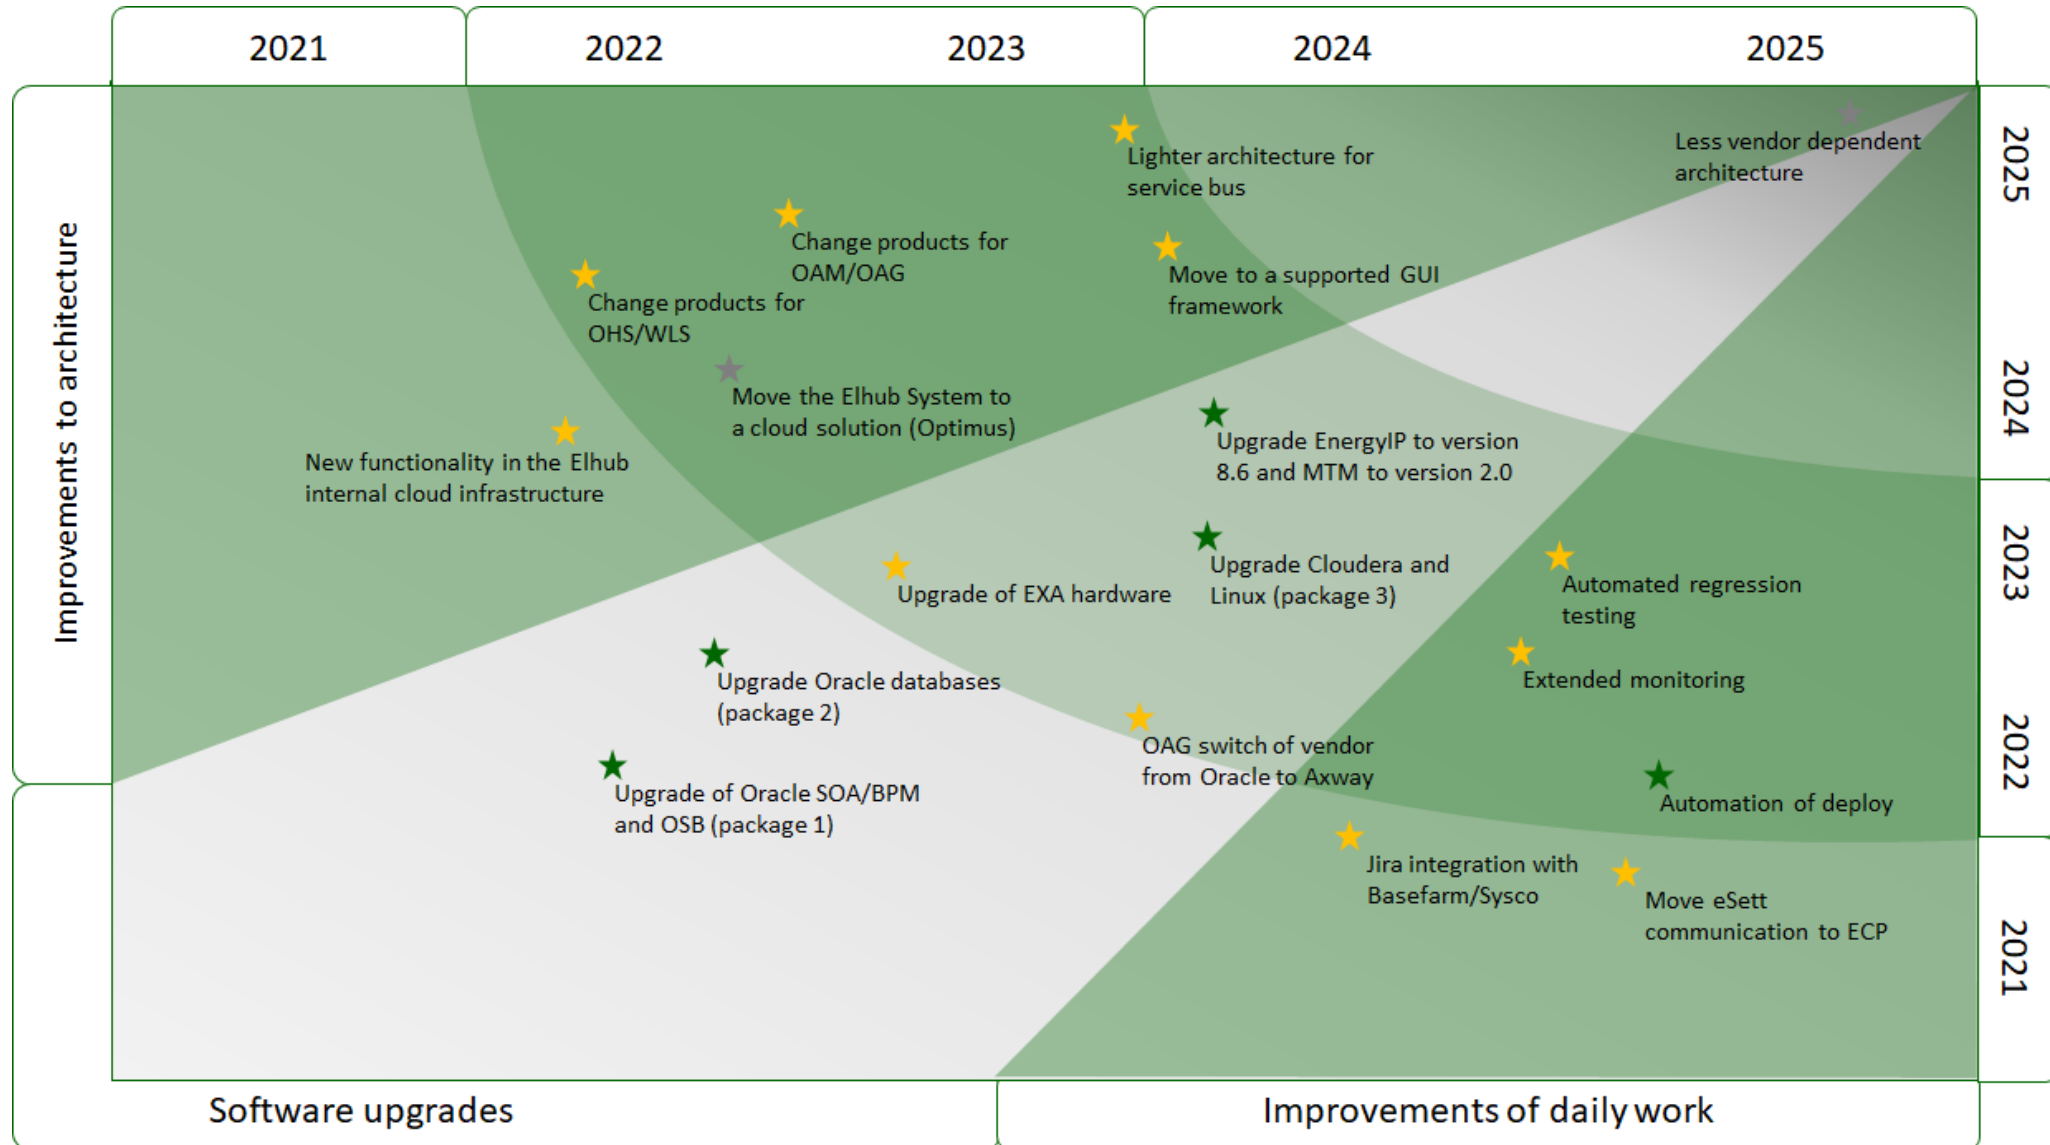 2021
2022
2023
2024
2025
Improvements to architecture
Less vendor dependent
architecture
Lighter architecture for
service bus
Change products for
OAM/OAG
Move to a supported GUI
framework
Change products for
OHS/WLS
Move the Elhub System to
a cloud solution (Optimus)
New functionality in the Elhub
internal cloud infrastructure
Upgrade EnergyIP to version
8.6 and MTM to version 2.0
Upgrade of EXA hardware
Upgrade Cloudera and
Linux (package 3)
Automated regression
testing
Upgrade Oracle databases
(package 2)
Extended monitoring
OAG switch of vendor
from Oracle to Axway
Upgrade of Oracle SOA/BPM
and OSB (package 1)
Automation of deploy
Jira integration with
Basefarm/Sysco
Move eSett
communication to ECP
2025
2024
2023
2022
2021
Software upgrades
Improvements of daily work